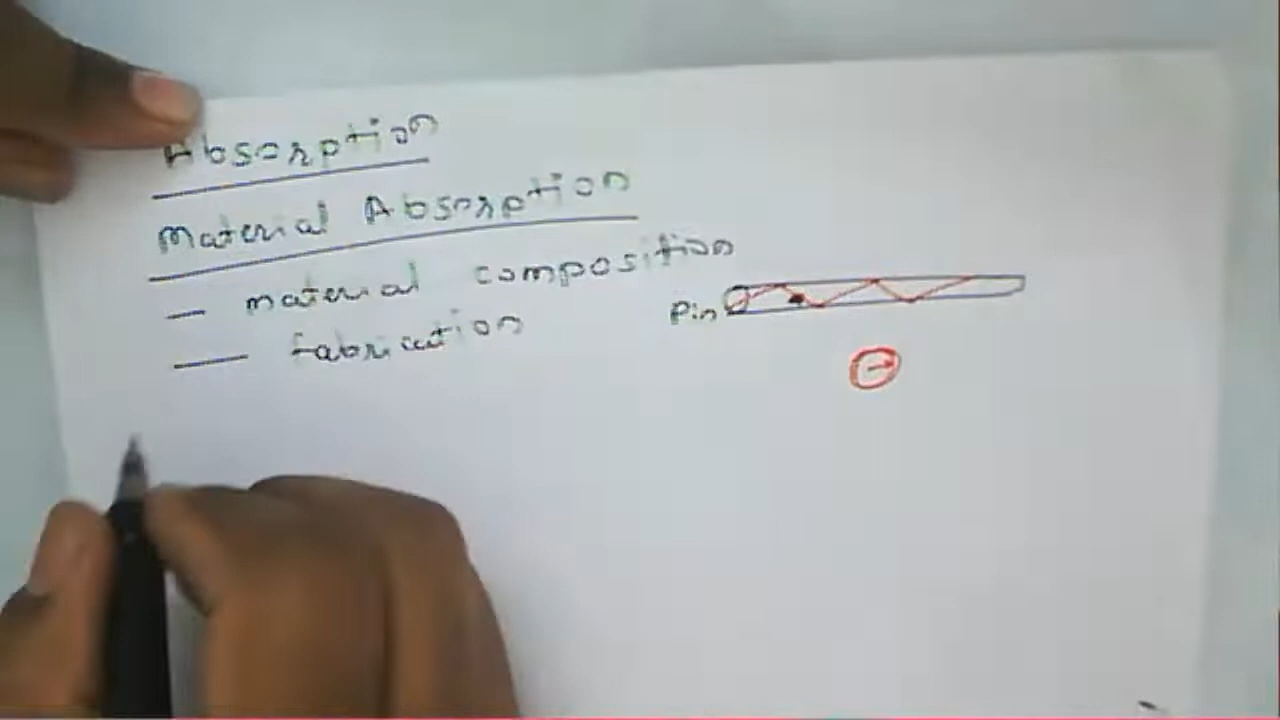 Absorption
Material Absorption
— material composition
— fabrication
Pin